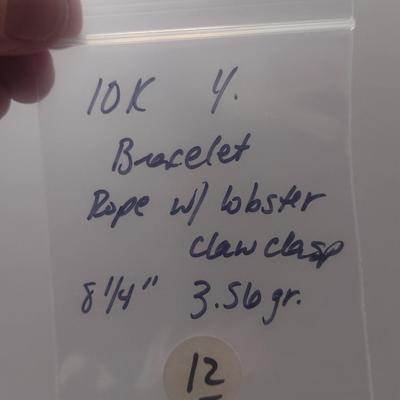 10K Y.
Bracelet
Rope w/ lobster
claw clasp
8 1/4" 3.56 gr.
12